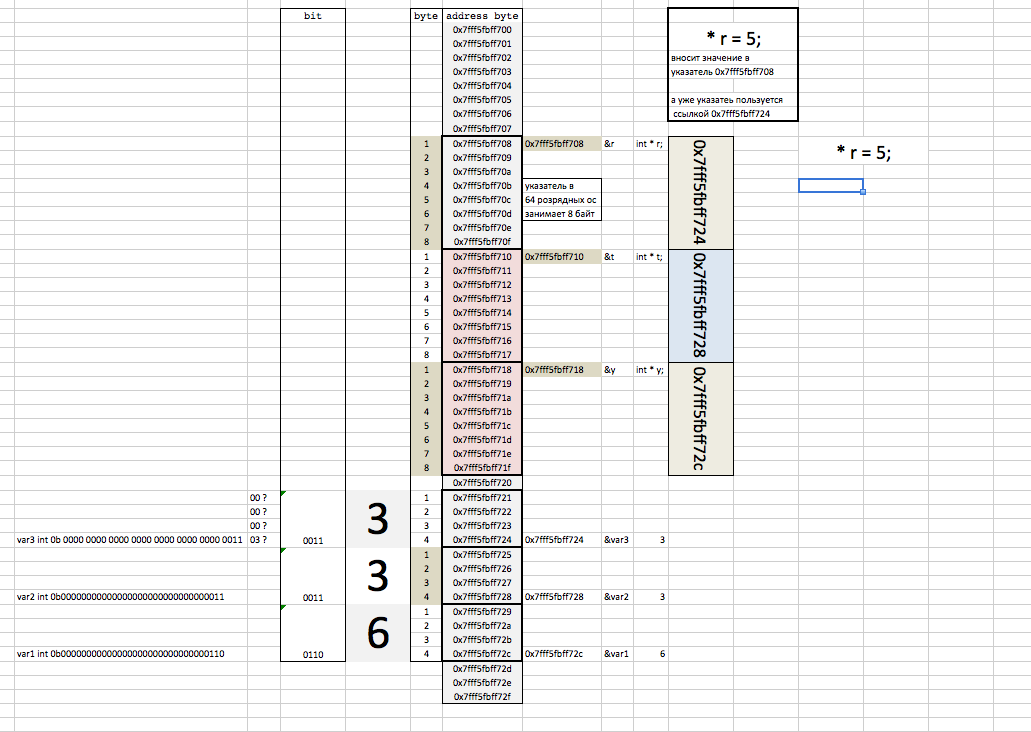 bit byte address byte
0x7fff5fbff700
* r = 5;
0x7fff5fbff701
0x7fff5fbff702
вносит значение в
0x7fff5fbff703
указатель 0x7fff5fbff708
0x7fff5fbff704
0x7fff5fbff705
а уже указатеь пользуется
0x7fff5fbff706
ссылкой 0x7fff5fbff724
0x7fff5fbff707
1 0x7fff5fbff708 0x7fff5fbff708 &r int * r;
0x7fff5fbff724
* r = 5;
2 0x7fff5fbff709
3 0x7fff5fbff70a
4 0x7fff5fbff70b указатель в
5 0x7fff5fbff70c 64 розрядных ос
6 0x7fff5fbff70d занимает 8 байт
7 0x7fff5fbff70e
8 0x7fff5fbff70f
1 0x7fff5fbff710 0x7fff5fbff710 &t int * t;
0x7fff5fbff728
2 0x7fff5fbff711
3 0x7fff5fbff712
4 0x7fff5fbff713
5 0x7fff5fbff714
6 0x7fff5fbff715
7 0x7fff5fbff716
8 0x7fff5fbff717
1 0x7fff5fbff718 0x7fff5fbff718 &y int * y;
0x7fff5fbff72c
2 0x7fff5fbff719
3 0x7fff5fbff71a
4 0x7fff5fbff71b
5 0x7fff5fbff71c
6 0x7fff5fbff71d
7 0x7fff5fbff71e
8 0x7fff5fbff71f
0x7fff5fbff720
00 ? 1 0x7fff5fbff721
00 ? 3 2 0x7fff5fbff722
00 ? 3 0x7fff5fbff723
var3 int 0b 0000 0000 0000 0000 0000 0000 0000 0011 03 ? 0011 4 0x7fff5fbff724 0x7fff5fbff724 &var3 3
1 0x7fff5fbff725
3 2 0x7fff5fbff726
3 0x7fff5fbff727
var2 int 0b00000000000000000000000000000011 0011 4 0x7fff5fbff728 0x7fff5fbff728 &var2 3
1 0x7fff5fbff729
6 2 0x7fff5fbff72a
3 0x7fff5fbff72b
var1 int 0b00000000000000000000000000000110 0110 4 0x7fff5fbff72c 0x7fff5fbff72c &var1 6
0x7fff5fbff72d
0x7fff5fbff72e
0x7fff5fbff72f